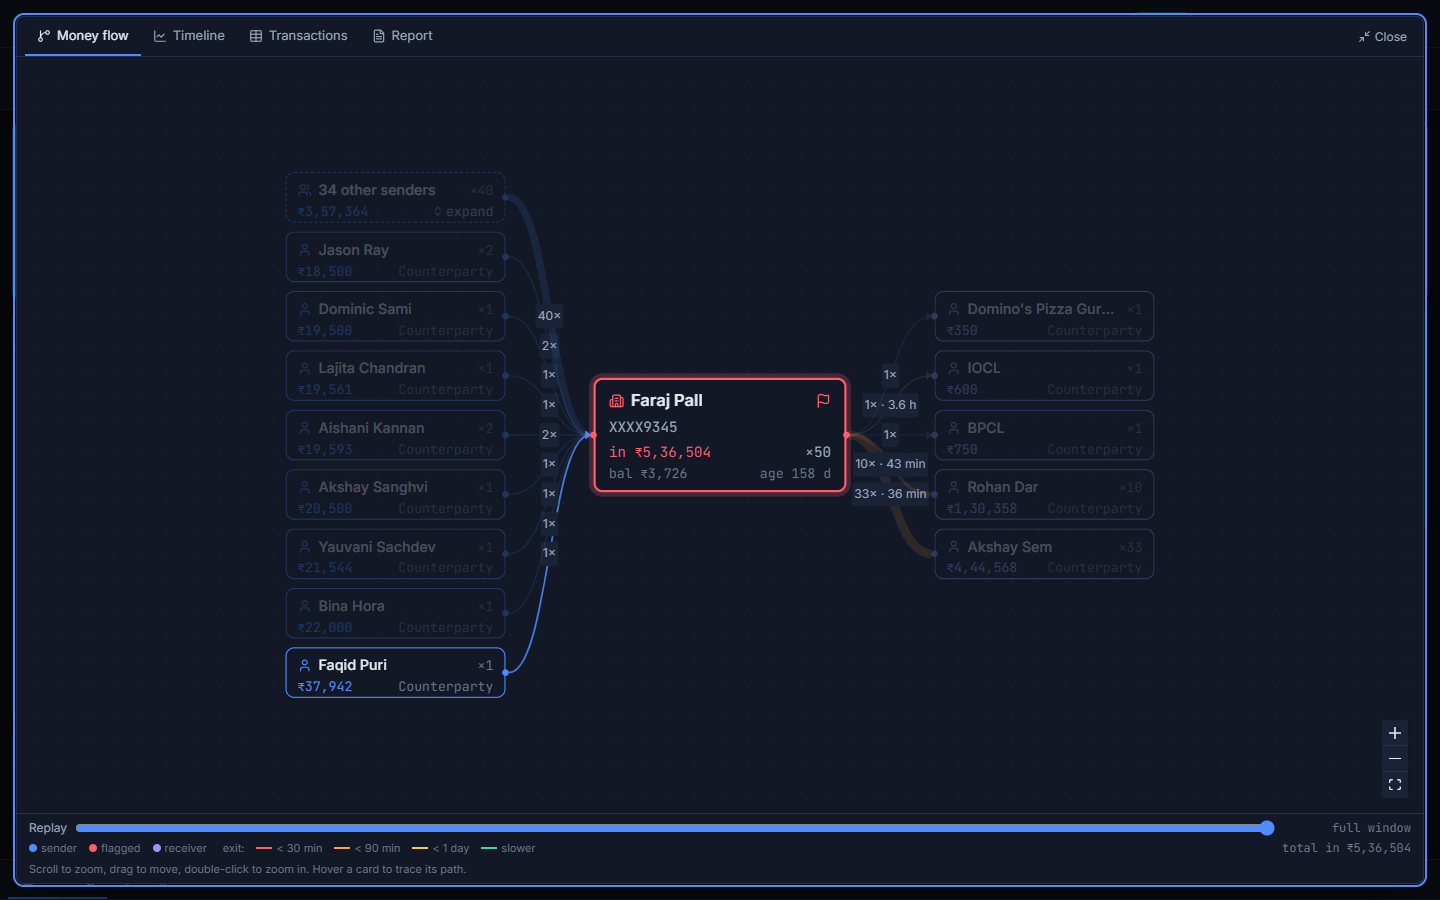 Money flow
Timeline
Transactions
Report
Close
34 other senders ×40
₹3,57,364 expand
Jason Ray ×2
₹18,500 Counterparty
Dominic Sami ×1
₹19,500 Counterparty
Lajita Chandran ×1
₹19,561 Counterparty
Aishani Kannan ×2
₹19,593 Counterparty
Akshay Sanghvi ×1
₹20,500 Counterparty
Yauvani Sachdev ×1
₹21,544 Counterparty
Bina Hora ×1
₹22,000 Counterparty
Faqid Puri ×1
₹37,942 Counterparty
40×
2×
1×
1×
2×
1×
1×
1×
1×
Faraj Pall
XXXX9345
in ₹5,36,504 ×50
bal ₹3,726 age 158 d
1×
1× · 3.6 h
1×
10× · 43 min
33× · 36 min
Domino's Pizza Gur... ×1
₹350 Counterparty
IOCL ×1
₹600 Counterparty
BPCL ×1
₹750 Counterparty
Rohan Dar ×10
₹1,30,358 Counterparty
Akshay Sem ×33
₹4,44,568 Counterparty
Replay full window
sender flagged receiver exit: < 30 min < 90 min < 1 day slower total in ₹5,36,504
Scroll to zoom, drag to move, double-click to zoom in. Hover a card to trace its path.